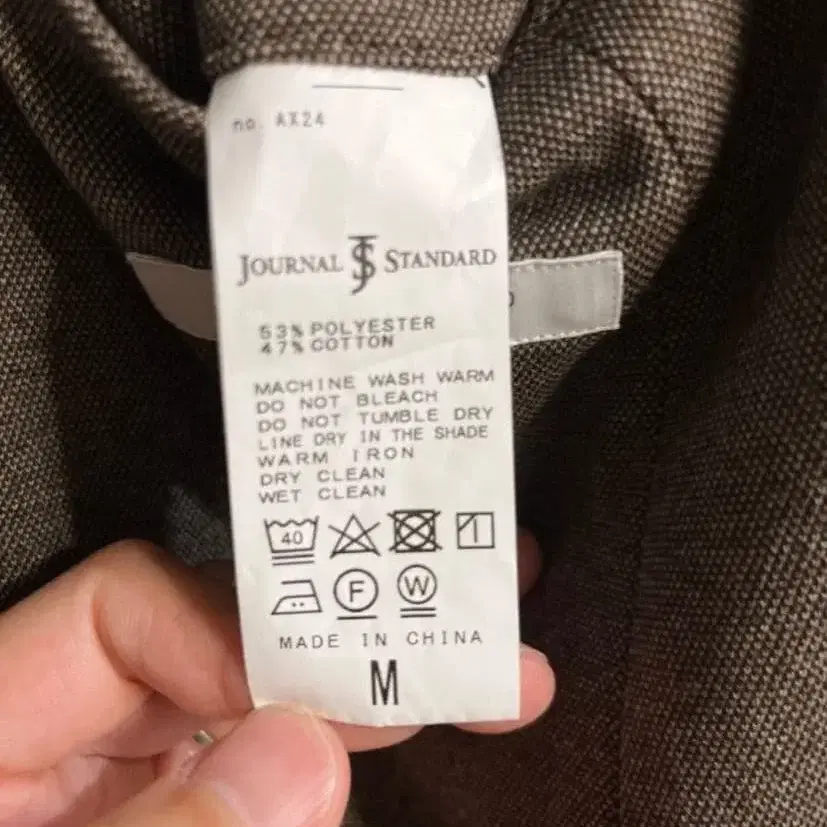 no. AX24
JOURNAL JS STANDARD
53% POLYESTER
47% COTTON
MACHINE WASH WARM
DO NOT BLEACH
DO NOT TUMBLE DRY
LINE DRY IN THE SHADE
WARM IRON
DRY CLEAN
WET CLEAN
40
F W
MADE IN CHINA
M